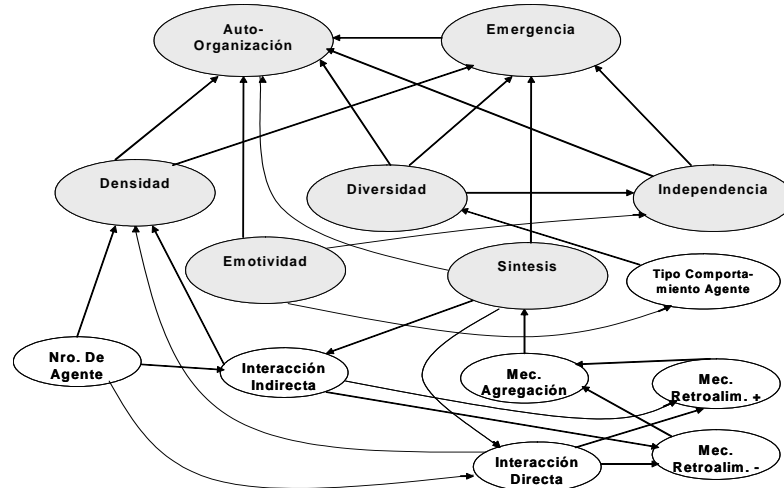 Auto-
Organización
Emergencia
Densidad
Diversidad
Independencia
Emotividad
Sintesis
Tipo Comporta-
miento Agente
Nro. De
Agente
Interacción
Indirecta
Mec.
Agregación
Mec.
Retroalim. +
Interacción
Directa
Mec.
Retroalim. -